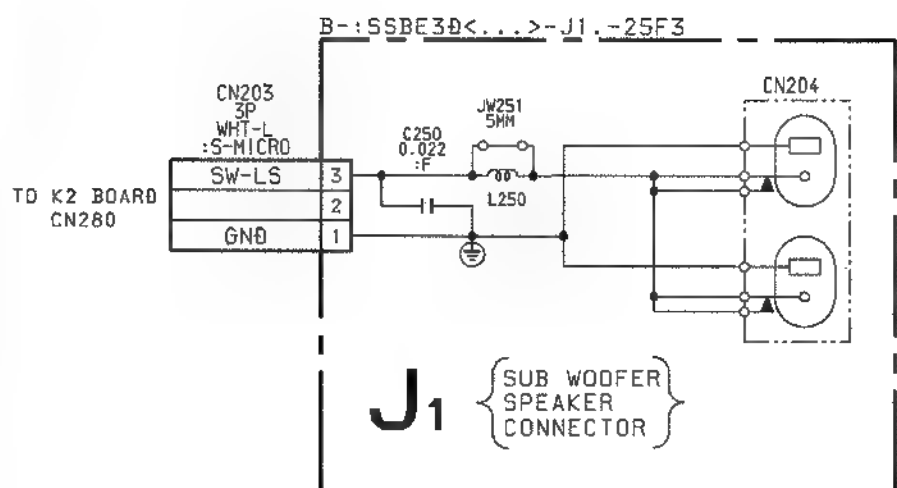 B-:SSBE3D<...>-J1.-25F3
CN203
3P
WHT-L
:S-MICRO
SW-LS 3
2
GND 1
TO K2 BOARD
CN280
C250
0.022
:F
JW251
5MM
L250
CN204
J1
SUB WOOFER
SPEAKER
CONNECTOR